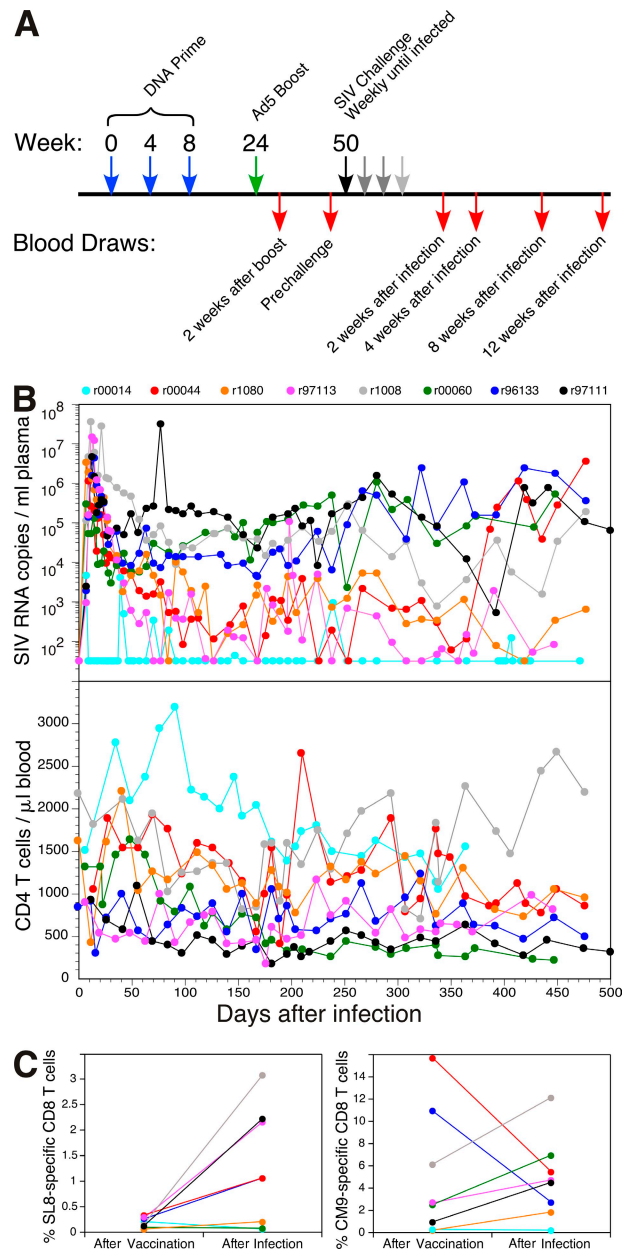 A
DNA Prime
Ad5 Boost
SIV Challenge
Weekly until infected
Week: 0 4 8 24 50
Blood Draws:
2 weeks after boost
Prechallenge
2 weeks after infection
4 weeks after infection
8 weeks after infection
12 weeks after infection
B
r00014 r00044 r1080 r97113 r1008 r00060 r96133 r97111
SIV RNA copies / ml plasma
10^8
10^7
10^6
10^5
10^4
10^3
10^2
CD4 T cells / µl blood
3000
2500
2000
1500
1000
500
0
0 50 100 150 200 250 300 350 400 450 500
Days after infection
C
% SL8-specific CD8 T cells
3
2.5
2
1.5
1
0.5
0
After Vaccination After Infection
% CM9-specific CD8 T cells
16
14
12
10
8
6
4
2
0
After Vaccination After Infection